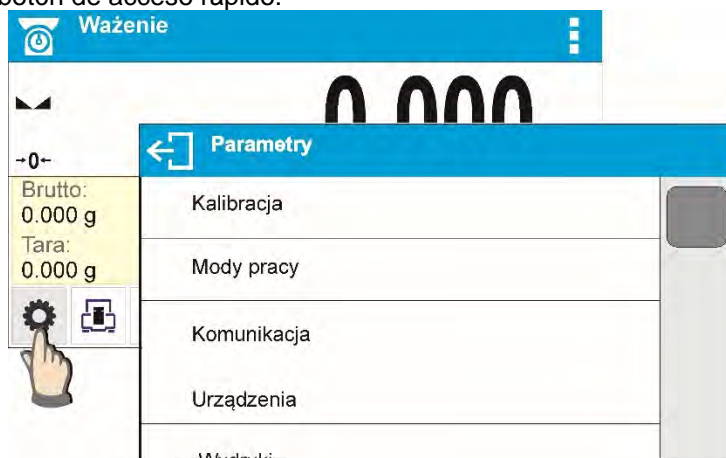 botón de acceso rápido.
Ważenie
0.000
→0←
Parametry
Brutto:
0.000 g
Tara:
0.000 g
Kalibracja
Mody pracy
Komunikacja
Urządzenia